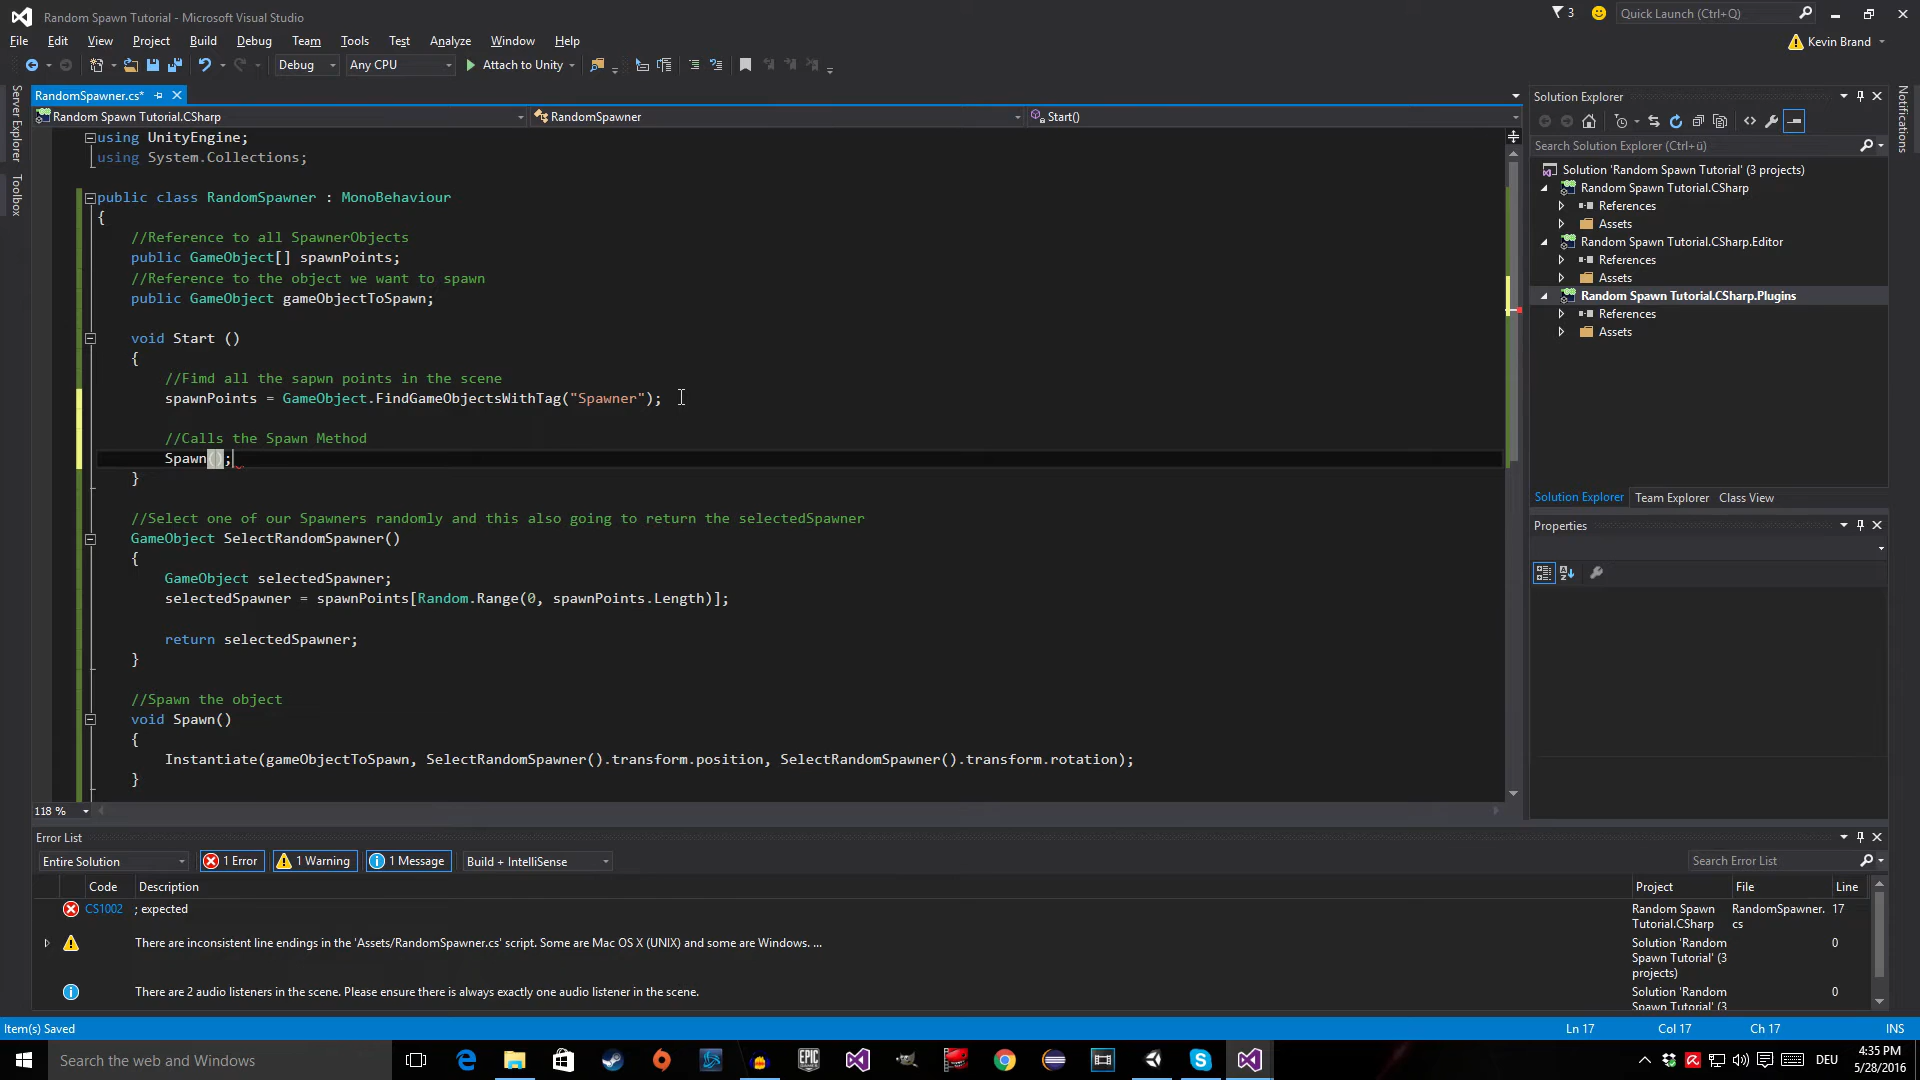 Random Spawn Tutorial - Microsoft Visual Studio
3
Quick Launch (Ctrl+Q)
File Edit View Project Build Debug Team Tools Test Analyze Window Help
Kevin Brand
Debug Any CPU Attach to Unity
Server Explorer
Toolbox
RandomSpawner.cs*
Random Spawn Tutorial.CSharp RandomSpawner Start()
using UnityEngine;
using System.Collections;
public class RandomSpawner : MonoBehaviour
{
//Reference to all SpawnerObjects
public GameObject[] spawnPoints;
//Reference to the object we want to spawn
public GameObject gameObjectToSpawn;
void Start ()
{
//Fimd all the sapwn points in the scene
spawnPoints = GameObject.FindGameObjectsWithTag("Spawner");
//Calls the Spawn Method
Spawn();
}
//Select one of our Spawners randomly and this also going to return the selectedSpawner
GameObject SelectRandomSpawner()
{
GameObject selectedSpawner;
selectedSpawner = spawnPoints[Random.Range(0, spawnPoints.Length)];
return selectedSpawner;
}
//Spawn the object
void Spawn()
{
Instantiate(gameObjectToSpawn, SelectRandomSpawner().transform.position, SelectRandomSpawner().transform.rotation);
}
118 %
Solution Explorer
Search Solution Explorer (Ctrl+ü)
Solution 'Random Spawn Tutorial' (3 projects)
Random Spawn Tutorial.CSharp
References
Assets
Random Spawn Tutorial.CSharp.Editor
References
Assets
Random Spawn Tutorial.CSharp.Plugins
References
Assets
Solution Explorer Team Explorer Class View
Properties
Notifications
Error List
Entire Solution 1 Error 1 Warning 1 Message Build + IntelliSense
Search Error List
Code Description Project File Line
CS1002 ; expected Random Spawn Tutorial.CSharp RandomSpawner.cs 17
There are inconsistent line endings in the 'Assets/RandomSpawner.cs' script. Some are Mac OS X (UNIX) and some are Windows. ... Solution 'Random Spawn Tutorial' (3 projects) 0
There are 2 audio listeners in the scene. Please ensure there is always exactly one audio listener in the scene. Solution 'Random Spawn Tutorial' (3 0
Item(s) Saved Ln 17 Col 17 Ch 17 INS
Search the web and Windows
EPIC GAMES
DEU
4:35 PM
5/28/2016